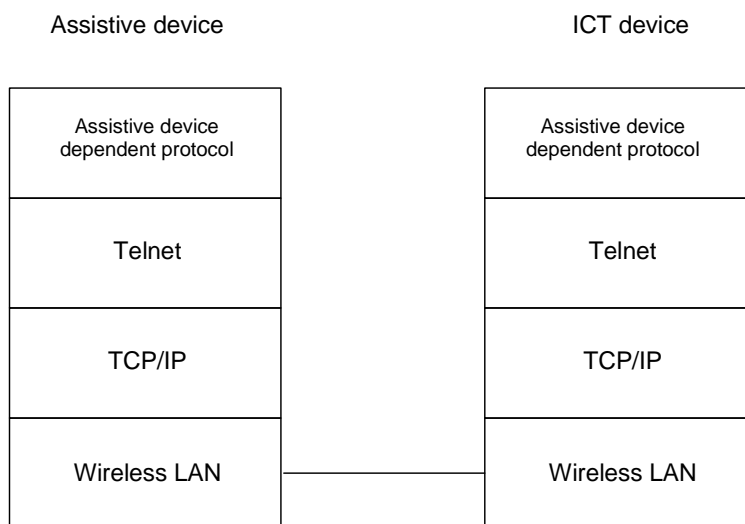 Assistive device
ICT device
Assistive device
dependent protocol
Assistive device
dependent protocol
Telnet
Telnet
TCP/IP
TCP/IP
Wireless LAN
Wireless LAN